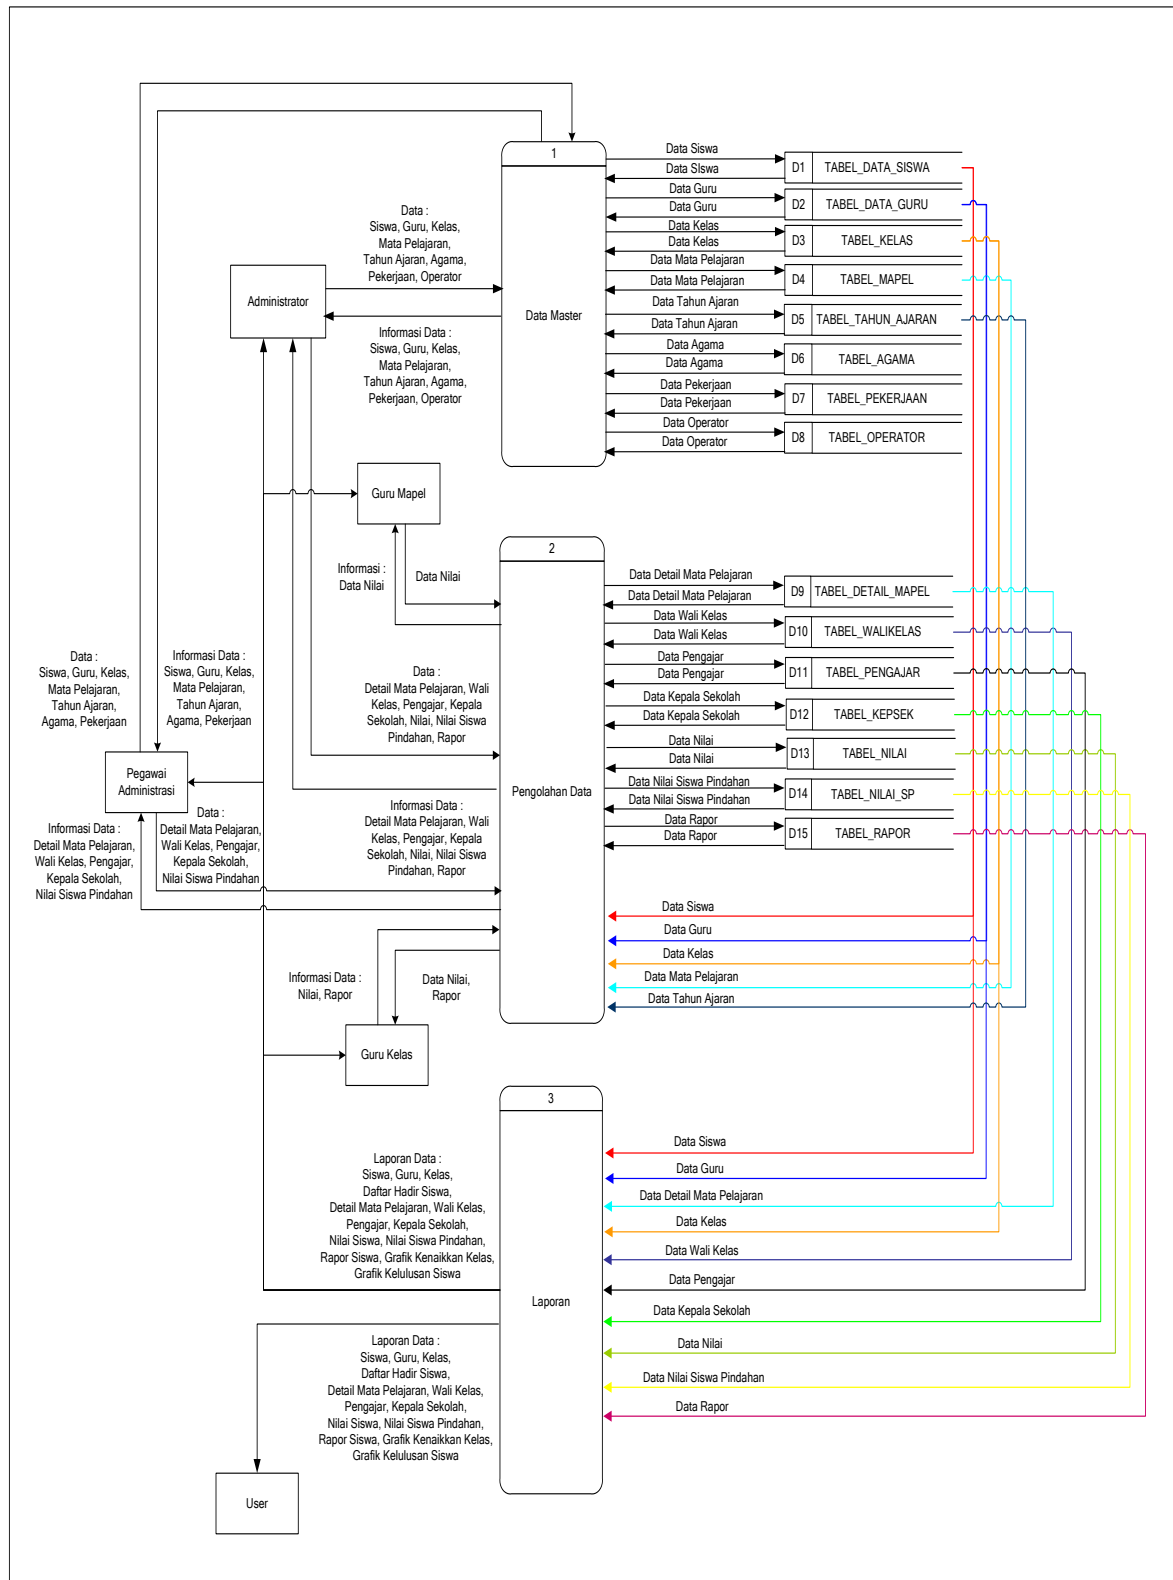 1
Data Master
Data Siswa
Data SIswa
Data Guru
Data Guru
Data Kelas
Data Kelas
Data Mata Pelajaran
Data Mata Pelajaran
Data Tahun Ajaran
Data Tahun Ajaran
Data Agama
Data Agama
Data Pekerjaan
Data Pekerjaan
Data Operator
Data Operator
D1 TABEL_DATA_SISWA
D2 TABEL_DATA_GURU
D3 TABEL_KELAS
D4 TABEL_MAPEL
D5 TABEL_TAHUN_AJARAN
D6 TABEL_AGAMA
D7 TABEL_PEKERJAAN
D8 TABEL_OPERATOR
Data :
Siswa, Guru, Kelas,
Mata Pelajaran,
Tahun Ajaran, Agama,
Pekerjaan, Operator
Administrator
Informasi Data :
Siswa, Guru, Kelas,
Mata Pelajaran,
Tahun Ajaran, Agama,
Pekerjaan, Operator
Guru Mapel
Informasi :
Data Nilai
Data Nilai
2
Pengolahan Data
Data Detail Mata Pelajaran
Data Detail Mata Pelajaran
Data Wali Kelas
Data Wali Kelas
Data Pengajar
Data Pengajar
Data Kepala Sekolah
Data Kepala Sekolah
Data Nilai
Data Nilai
Data Nilai Siswa Pindahan
Data Nilai Siswa Pindahan
Data Rapor
Data Rapor
D9 TABEL_DETAIL_MAPEL
D10 TABEL_WALIKELAS
D11 TABEL_PENGAJAR
D12 TABEL_KEPSEK
D13 TABEL_NILAI
D14 TABEL_NILAI_SP
D15 TABEL_RAPOR
Data :
Siswa, Guru, Kelas,
Mata Pelajaran,
Tahun Ajaran,
Agama, Pekerjaan
Informasi Data :
Siswa, Guru, Kelas,
Mata Pelajaran,
Tahun Ajaran,
Agama, Pekerjaan
Data :
Detail Mata Pelajaran, Wali
Kelas, Pengajar, Kepala
Sekolah, Nilai, Nilai Siswa
Pindahan, Rapor
Pegawai
Administrasi
Informasi Data :
Detail Mata Pelajaran,
Wali Kelas, Pengajar,
Kepala Sekolah,
Nilai Siswa Pindahan
Data :
Detail Mata Pelajaran,
Wali Kelas, Pengajar,
Kepala Sekolah,
Nilai Siswa Pindahan
Informasi Data :
Detail Mata Pelajaran, Wali
Kelas, Pengajar, Kepala
Sekolah, Nilai, Nilai Siswa
Pindahan, Rapor
Data Siswa
Data Guru
Data Kelas
Data Mata Pelajaran
Data Tahun Ajaran
Informasi Data :
Nilai, Rapor
Data Nilai,
Rapor
Guru Kelas
3
Laporan
Data Siswa
Data Guru
Data Detail Mata Pelajaran
Data Kelas
Data Wali Kelas
Data Pengajar
Data Kepala Sekolah
Data Nilai
Data Nilai Siswa Pindahan
Data Rapor
Laporan Data :
Siswa, Guru, Kelas,
Daftar Hadir Siswa,
Detail Mata Pelajaran, Wali Kelas,
Pengajar, Kepala Sekolah,
Nilai Siswa, Nilai Siswa Pindahan,
Rapor Siswa, Grafik Kenaikkan Kelas,
Grafik Kelulusan Siswa
Laporan Data :
Siswa, Guru, Kelas,
Daftar Hadir Siswa,
Detail Mata Pelajaran, Wali Kelas,
Pengajar, Kepala Sekolah,
Nilai Siswa, Nilai Siswa Pindahan,
Rapor Siswa, Grafik Kenaikkan Kelas,
Grafik Kelulusan Siswa
User